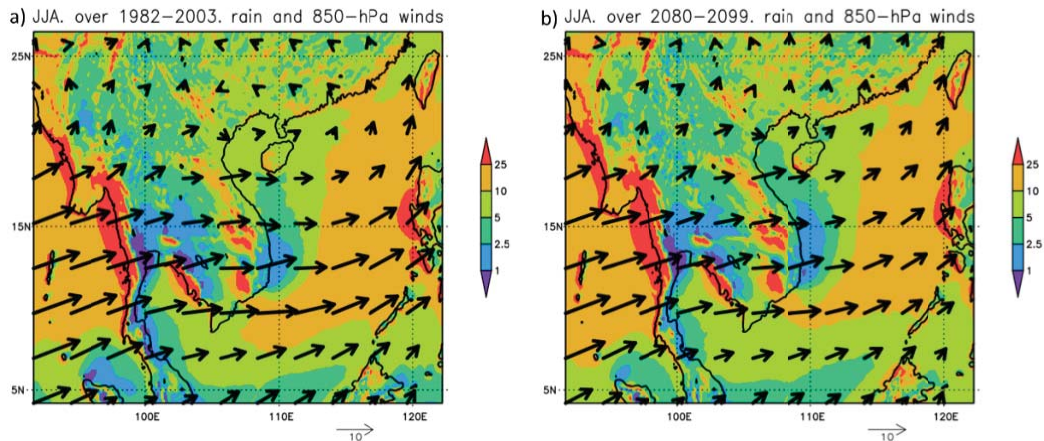 a) JJA. over 1982-2003. rain and 850-hPa winds
25N
15N
5N
100E 110E 120E
10
25
10
5
2.5
1
b) JJA. over 2080-2099. rain and 850-hPa winds
25N
15N
5N
100E 110E 120E
10
25
10
5
2.5
1